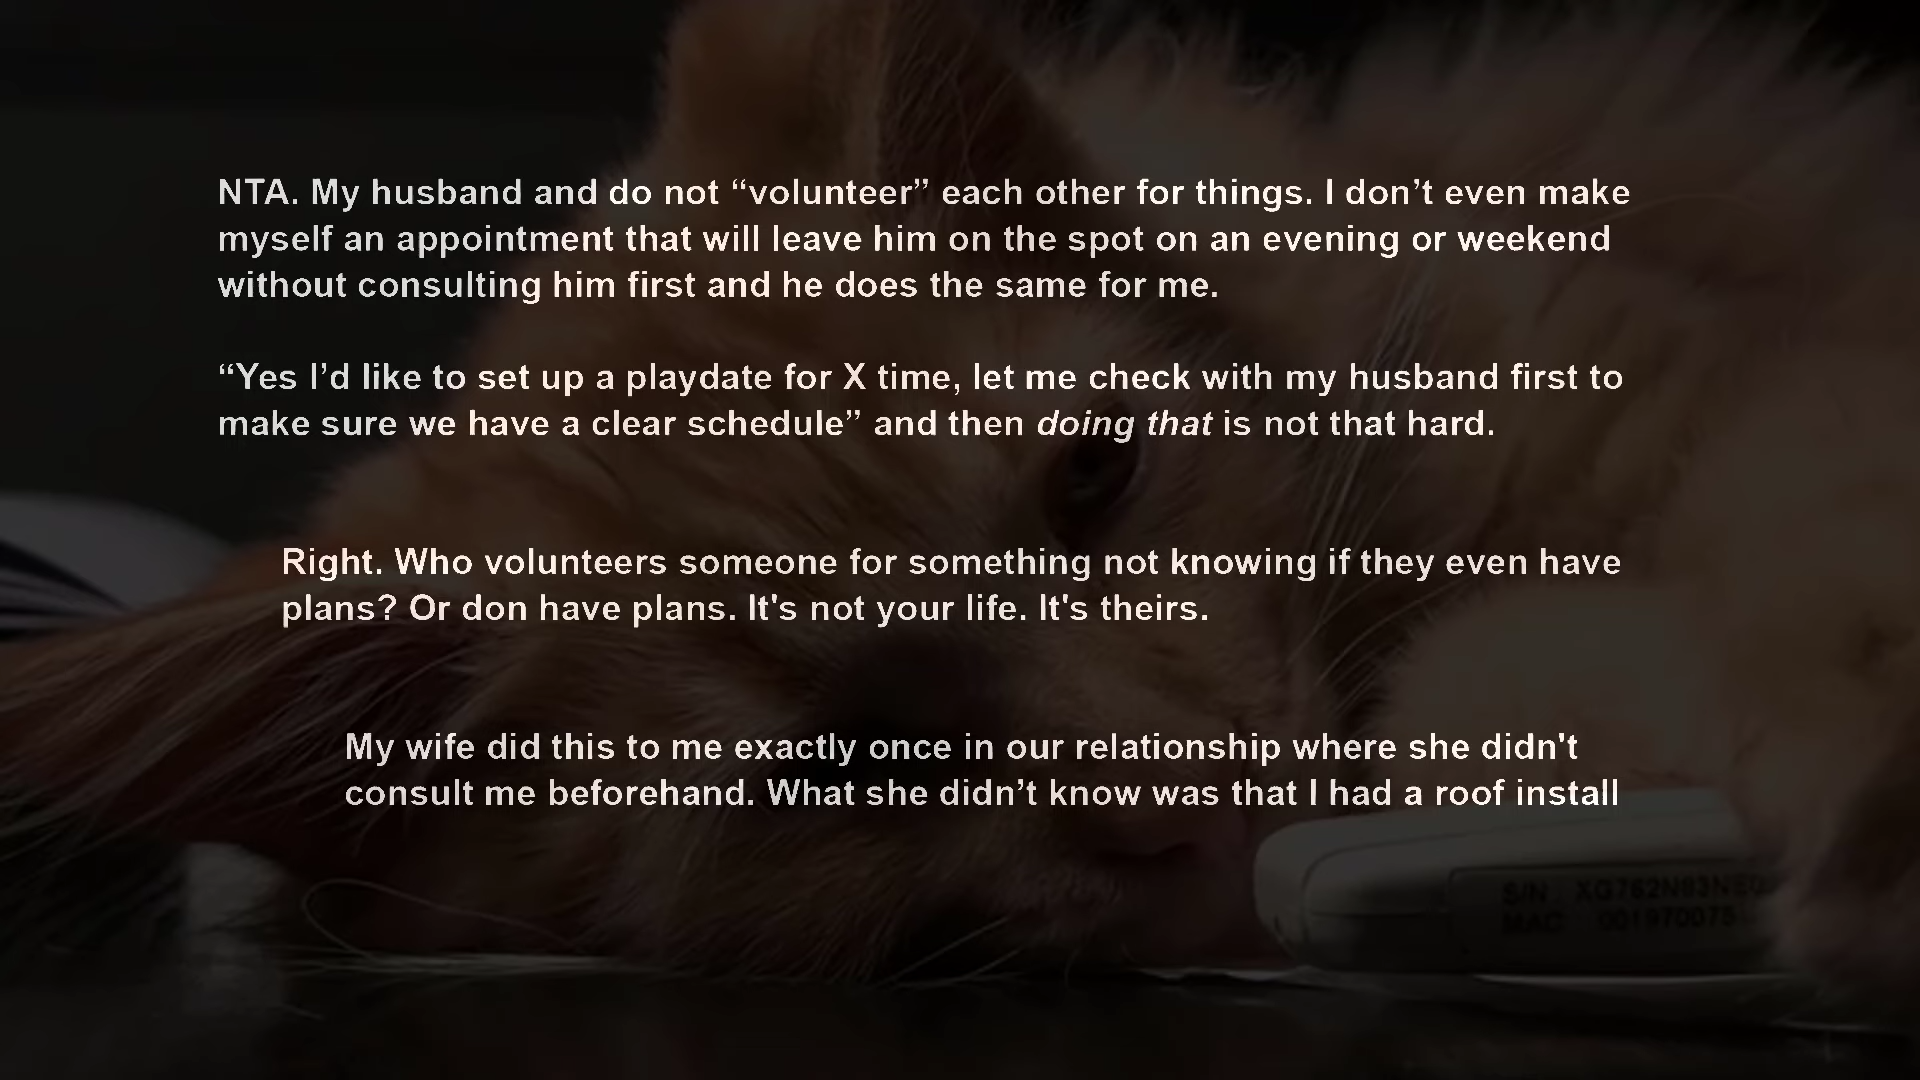 NTA. My husband and do not “volunteer” each other for things. I don’t even make
myself an appointment that will leave him on the spot on an evening or weekend
without consulting him first and he does the same for me.
“Yes I’d like to set up a playdate for X time, let me check with my husband first to
make sure we have a clear schedule” and then doing that is not that hard.
Right. Who volunteers someone for something not knowing if they even have
plans? Or don have plans. It's not your life. It's theirs.
My wife did this to me exactly once in our relationship where she didn't
consult me beforehand. What she didn’t know was that I had a roof install
S/N
MAC 001970075